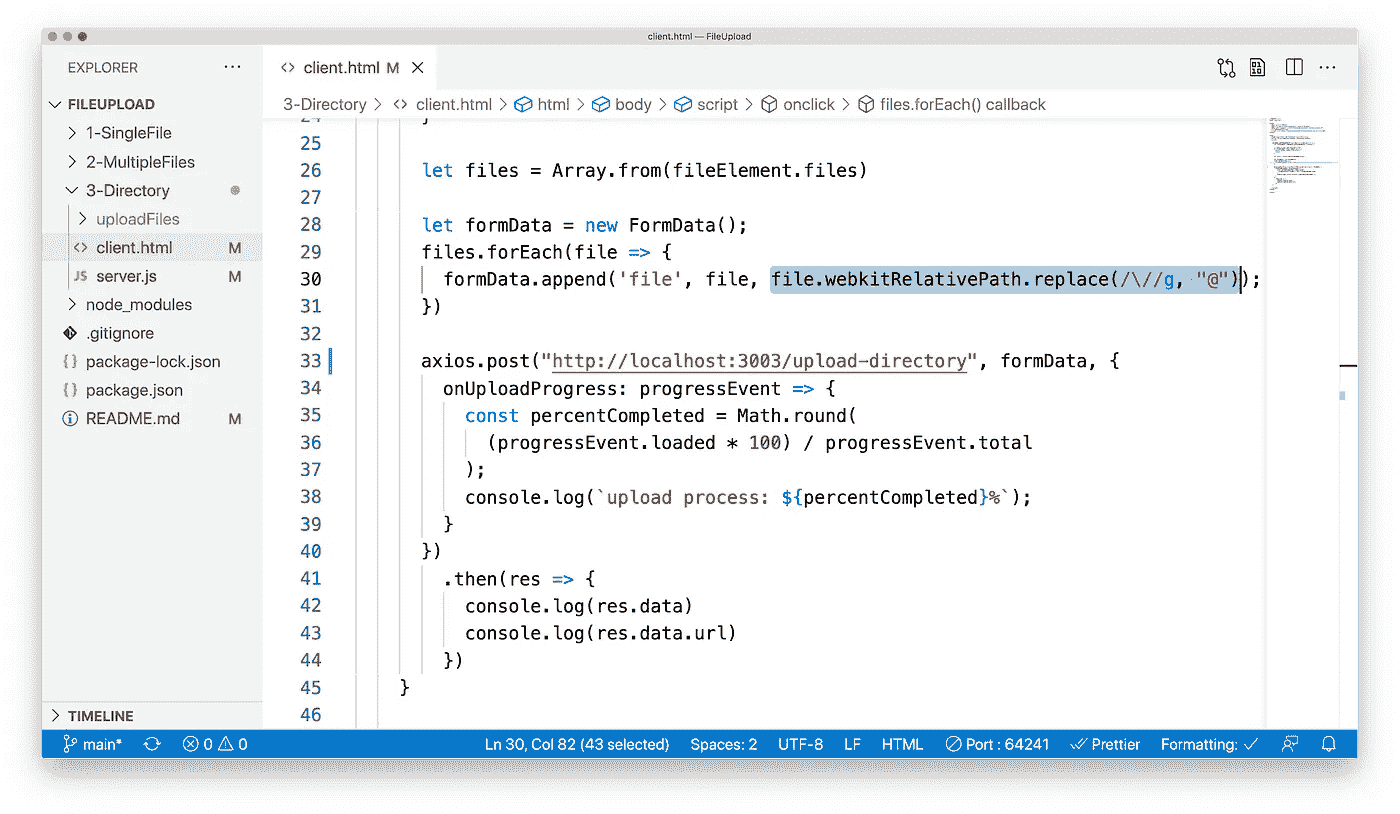 client.html — FileUpload
EXPLORER
···
client.html M
3-Directory > client.html > html > body > script > onclick > files.forEach() callback
FILEUPLOAD
1-SingleFile
2-MultipleFiles
3-Directory
uploadFiles
client.html M
JS server.js M
node_modules
.gitignore
{} package-lock.json
{} package.json
README.md M
TIMELINE
24 }
25
26 let files = Array.from(fileElement.files)
27
28 let formData = new FormData();
29 files.forEach(file => {
30 formData.append('file', file, file.webkitRelativePath.replace(/\//g, "@"));
31 })
32
33 axios.post("http://localhost:3003/upload-directory", formData, {
34 onUploadProgress: progressEvent => {
35 const percentCompleted = Math.round(
36 (progressEvent.loaded * 100) / progressEvent.total
37 );
38 console.log(`upload process: ${percentCompleted}%`);
39 }
40 })
41 .then(res => {
42 console.log(res.data)
43 console.log(res.data.url)
44 })
45 }
46
main* 0 0 Ln 30, Col 82 (43 selected) Spaces: 2 UTF-8 LF HTML Port : 64241 Prettier Formatting: ✓